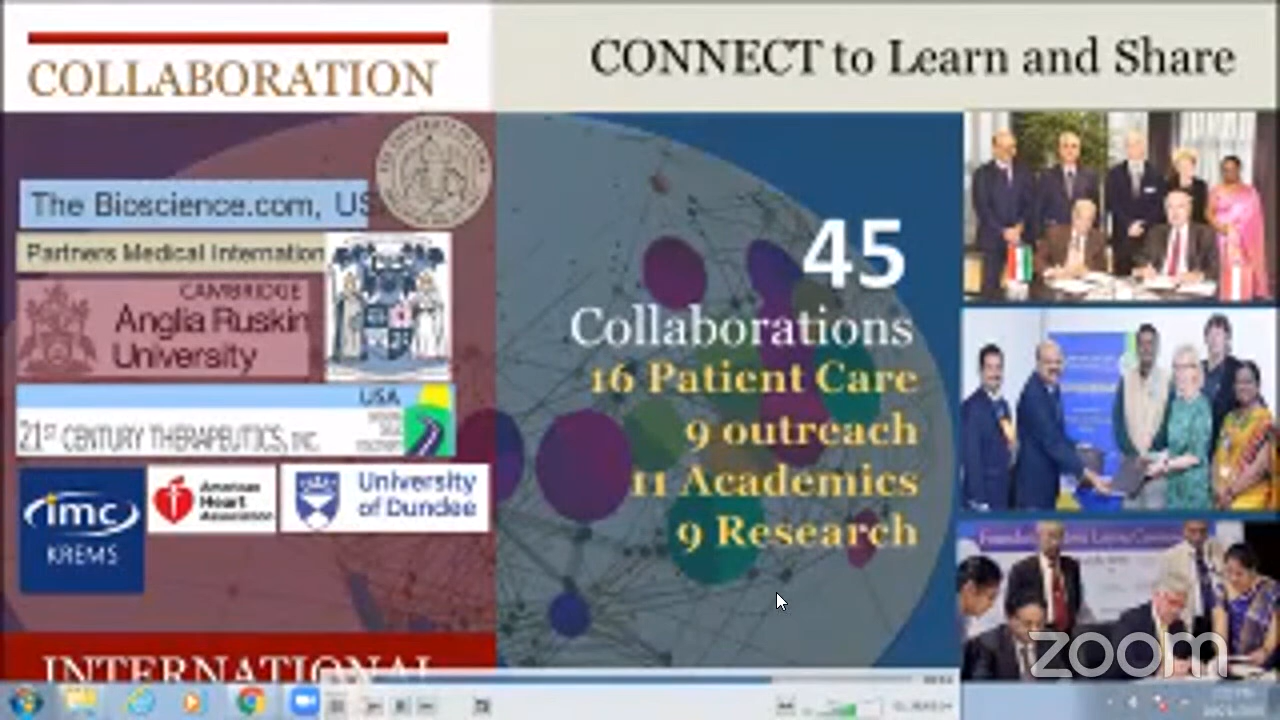 COLLABORATION
CONNECT to Learn and Share
The Bioscience.com, US
Partners Medical Internation
CAMBRIDGE
Anglia Ruskin
University
USA
21ST CENTURY THERAPEUTICS, INC.
imc
KREMS
American
Heart
Association
University
of Dundee
INTERNATIONAL
45
Collaborations
16 Patient Care
9 outreach
11 Academics
9 Research
zoom